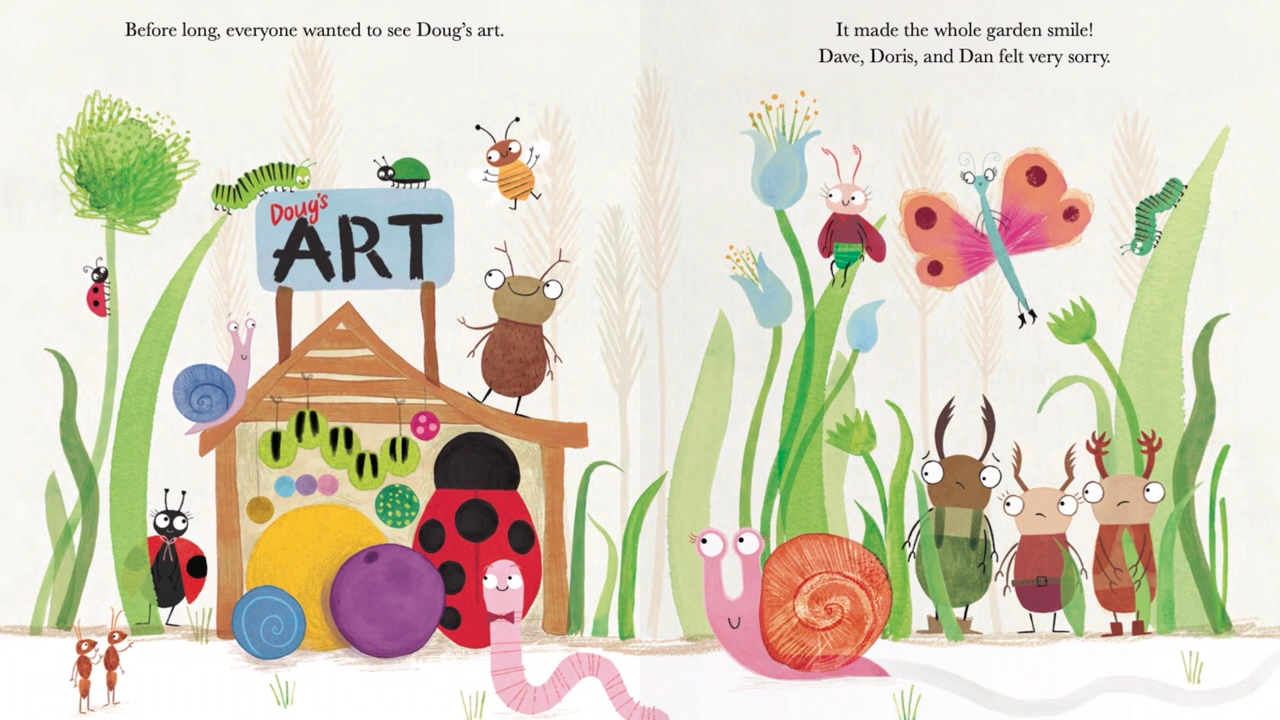 Before long, everyone wanted to see Doug’s art.
Doug's
ART
It made the whole garden smile!
Dave, Doris, and Dan felt very sorry.